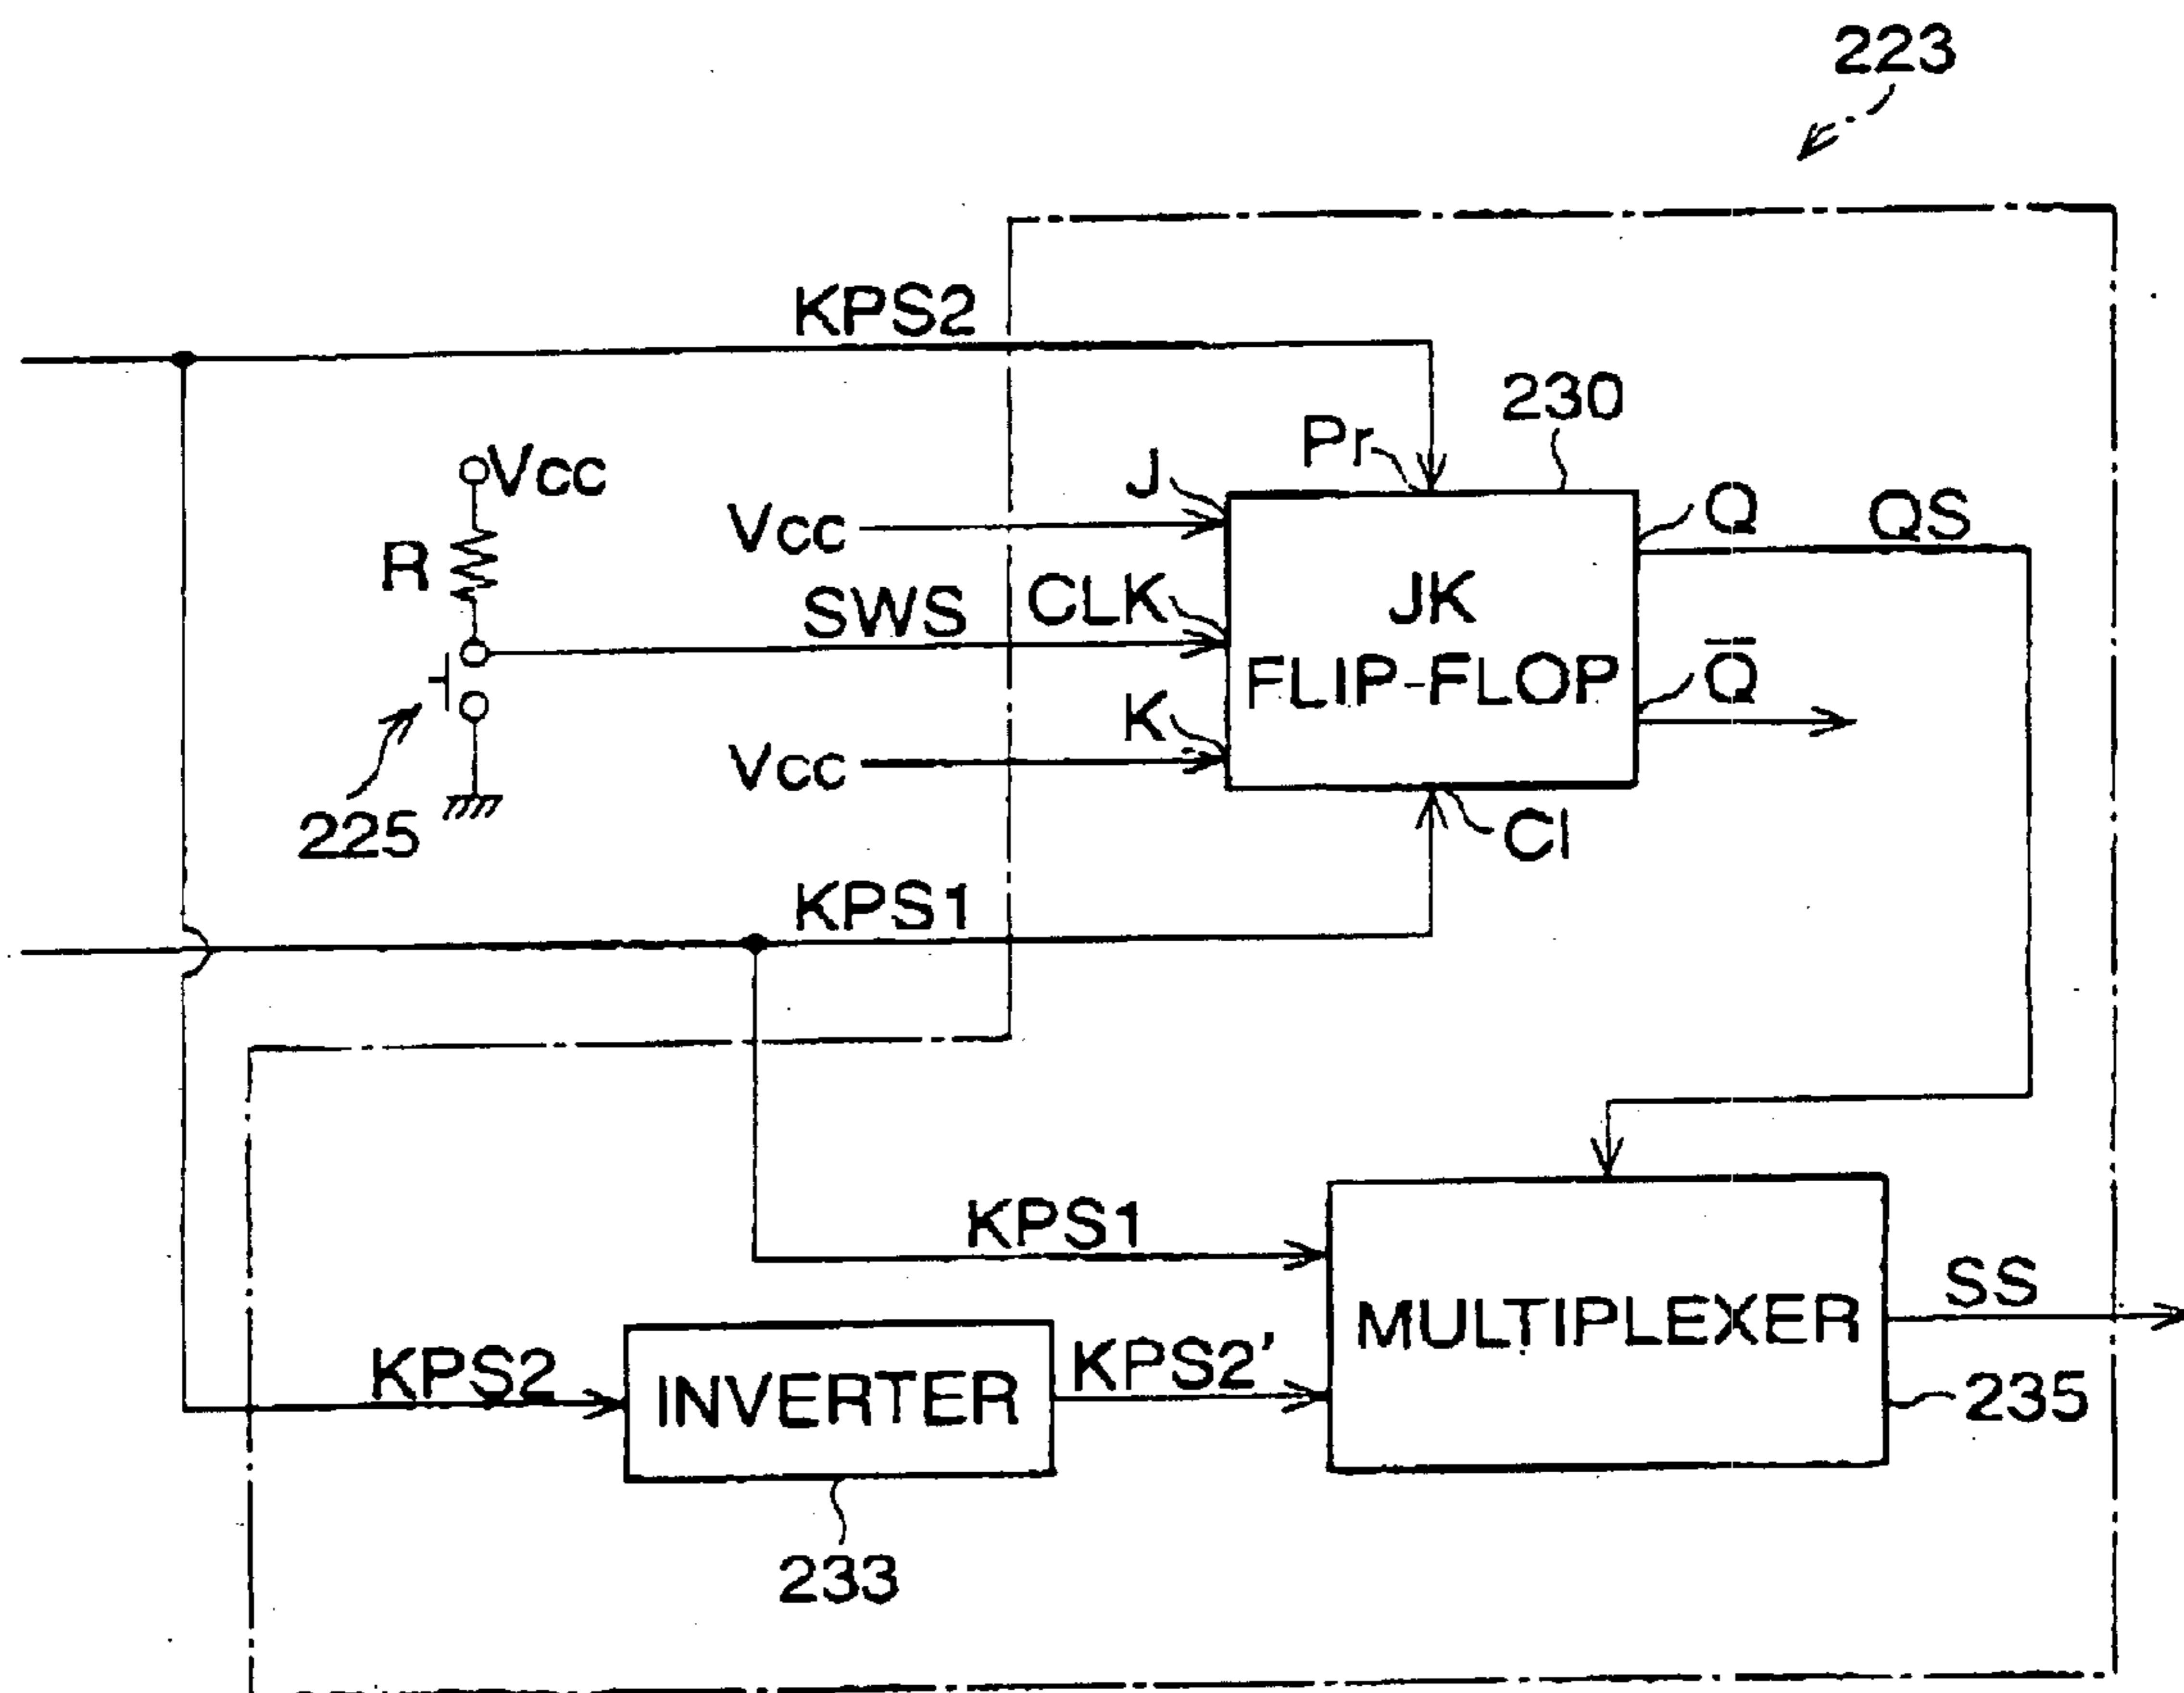 223
KPS2
230
Pr
Vcc
J
Q
QS
Vcc
R
CLK
SWS
JK
FLIP-FLOP
Q̅
K
Vcc
225
Cl
KPS1
KPS1
SS
MULTIPLEXER
KPS2
INVERTER
KPS2'
235
233